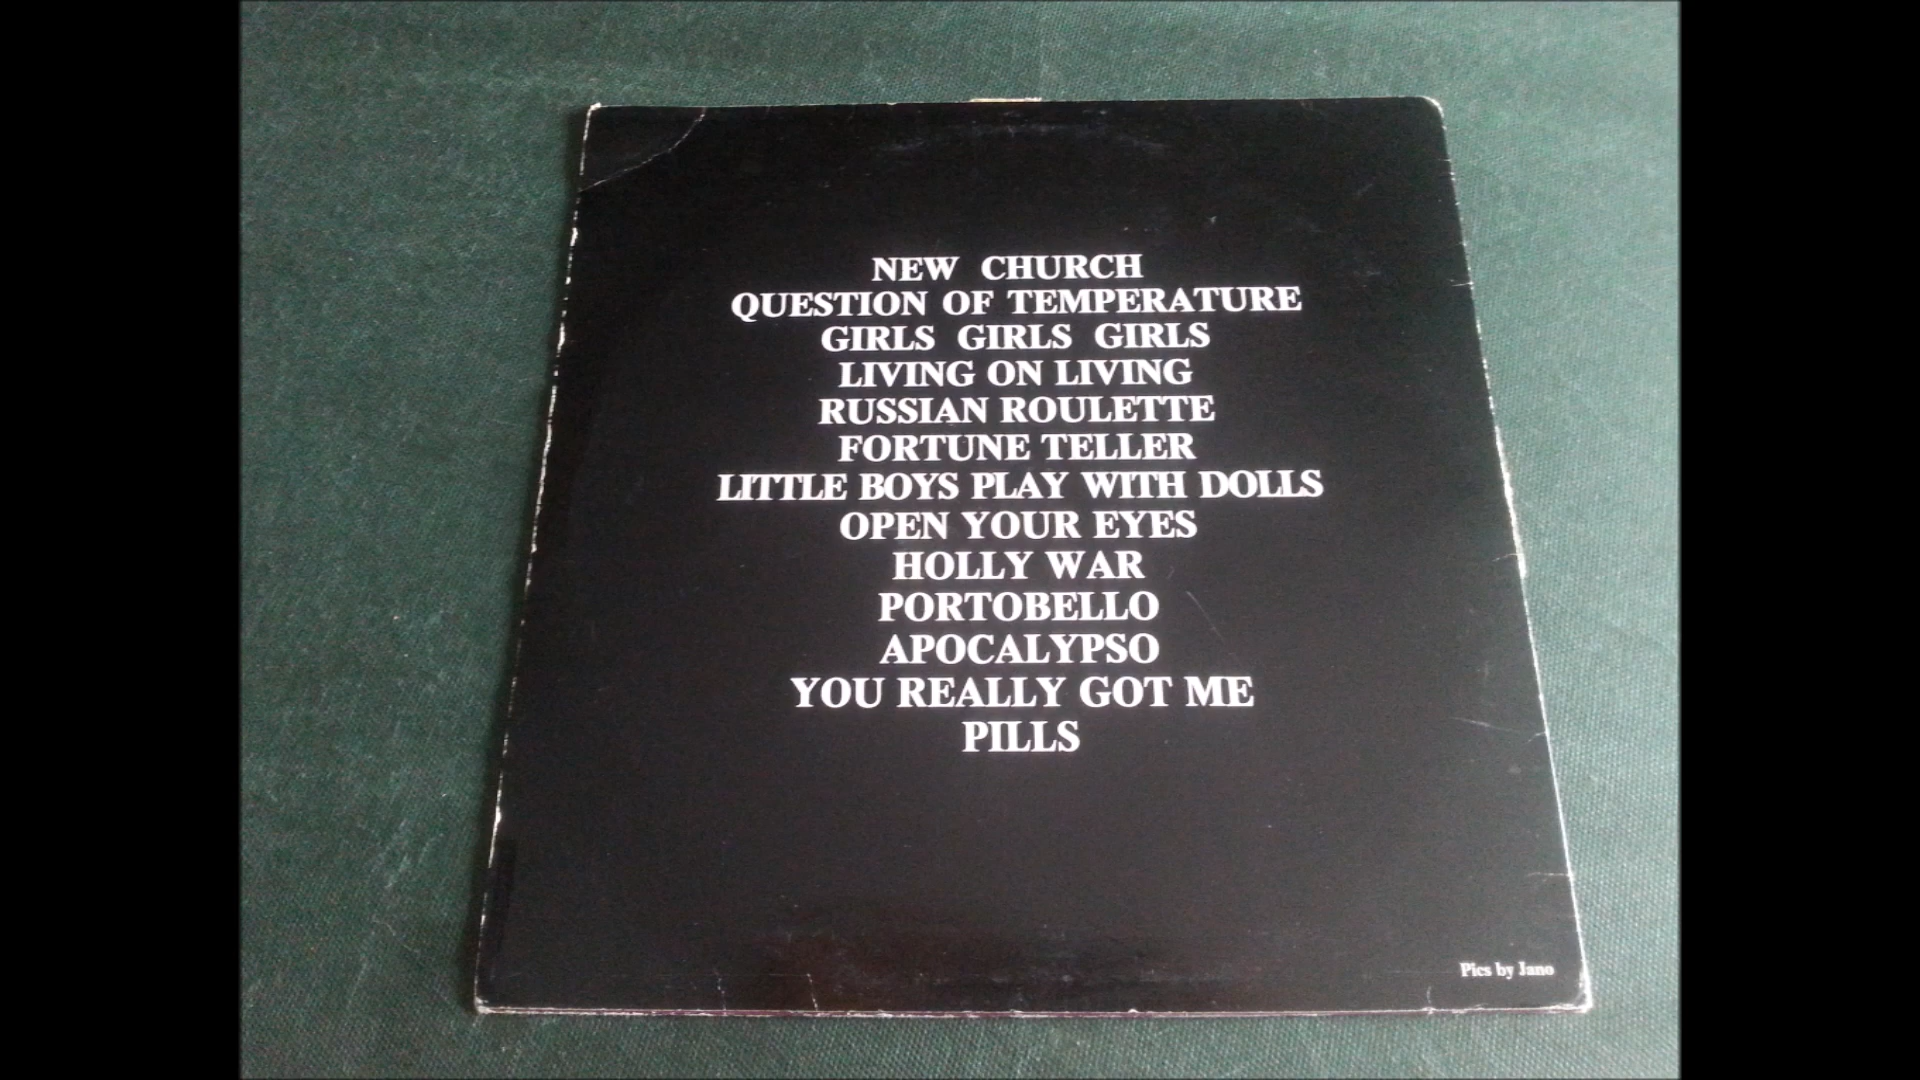 NEW CHURCH
QUESTION OF TEMPERATURE
GIRLS GIRLS GIRLS
LIVING ON LIVING
RUSSIAN ROULETTE
FORTUNE TELLER
LITTLE BOYS PLAY WITH DOLLS
OPEN YOUR EYES
HOLLY WAR
PORTOBELLO
APOCALYPSO
YOU REALLY GOT ME
PILLS
Pics by Jano